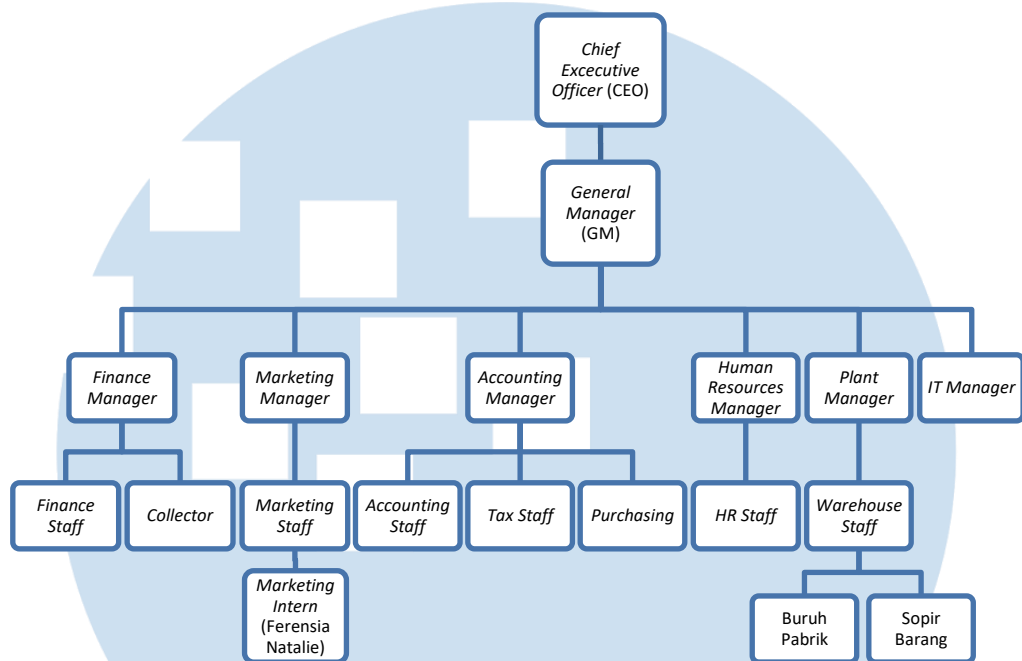 Chief
Excecutive
Officer (CEO)
General
Manager
(GM)
Finance
Manager
Marketing
Manager
Accounting
Manager
Human
Resources
Manager
Plant
Manager
IT Manager
Finance
Staff
Collector
Marketing
Staff
Accounting
Staff
Tax Staff
Purchasing
HR Staff
Warehouse
Staff
Marketing
Intern
(Ferensia
Natalie)
Buruh
Pabrik
Sopir
Barang